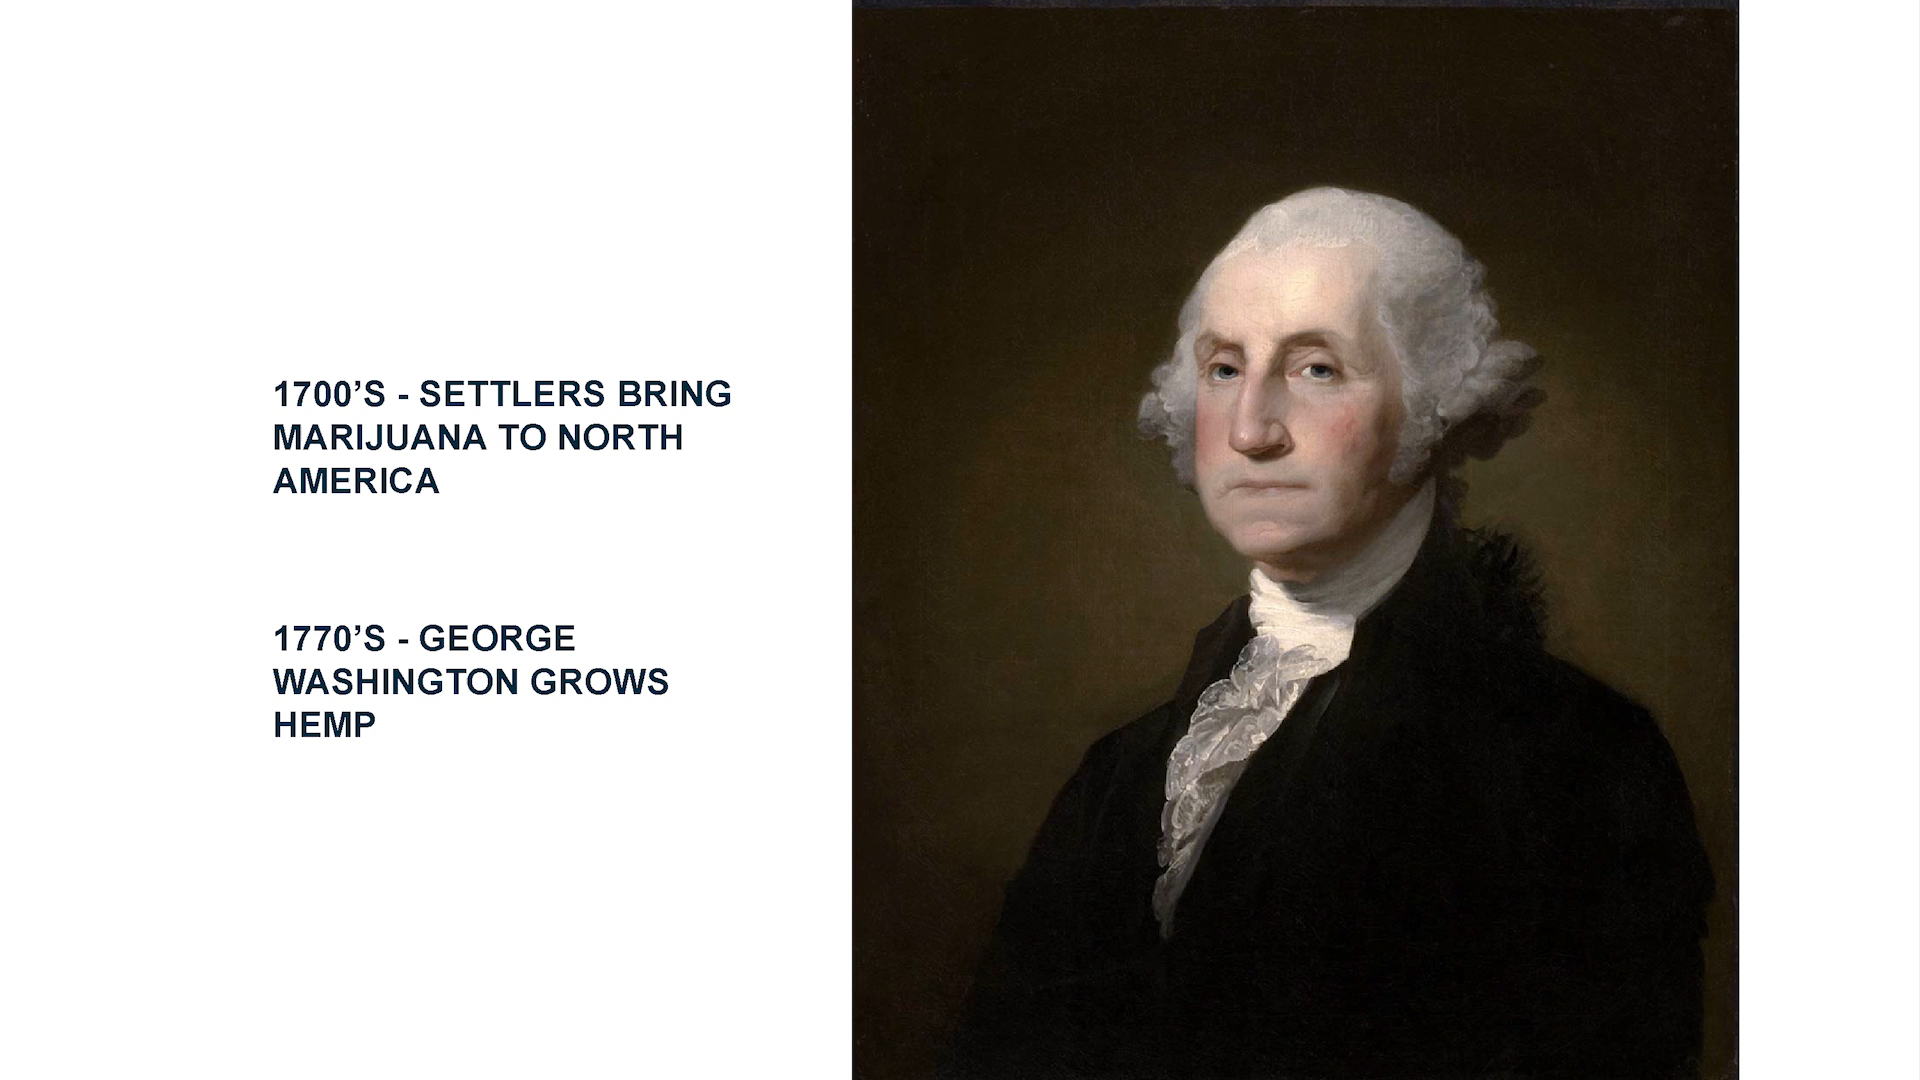 1700’S - SETTLERS BRING
MARIJUANA TO NORTH
AMERICA
1770’S - GEORGE
WASHINGTON GROWS
HEMP